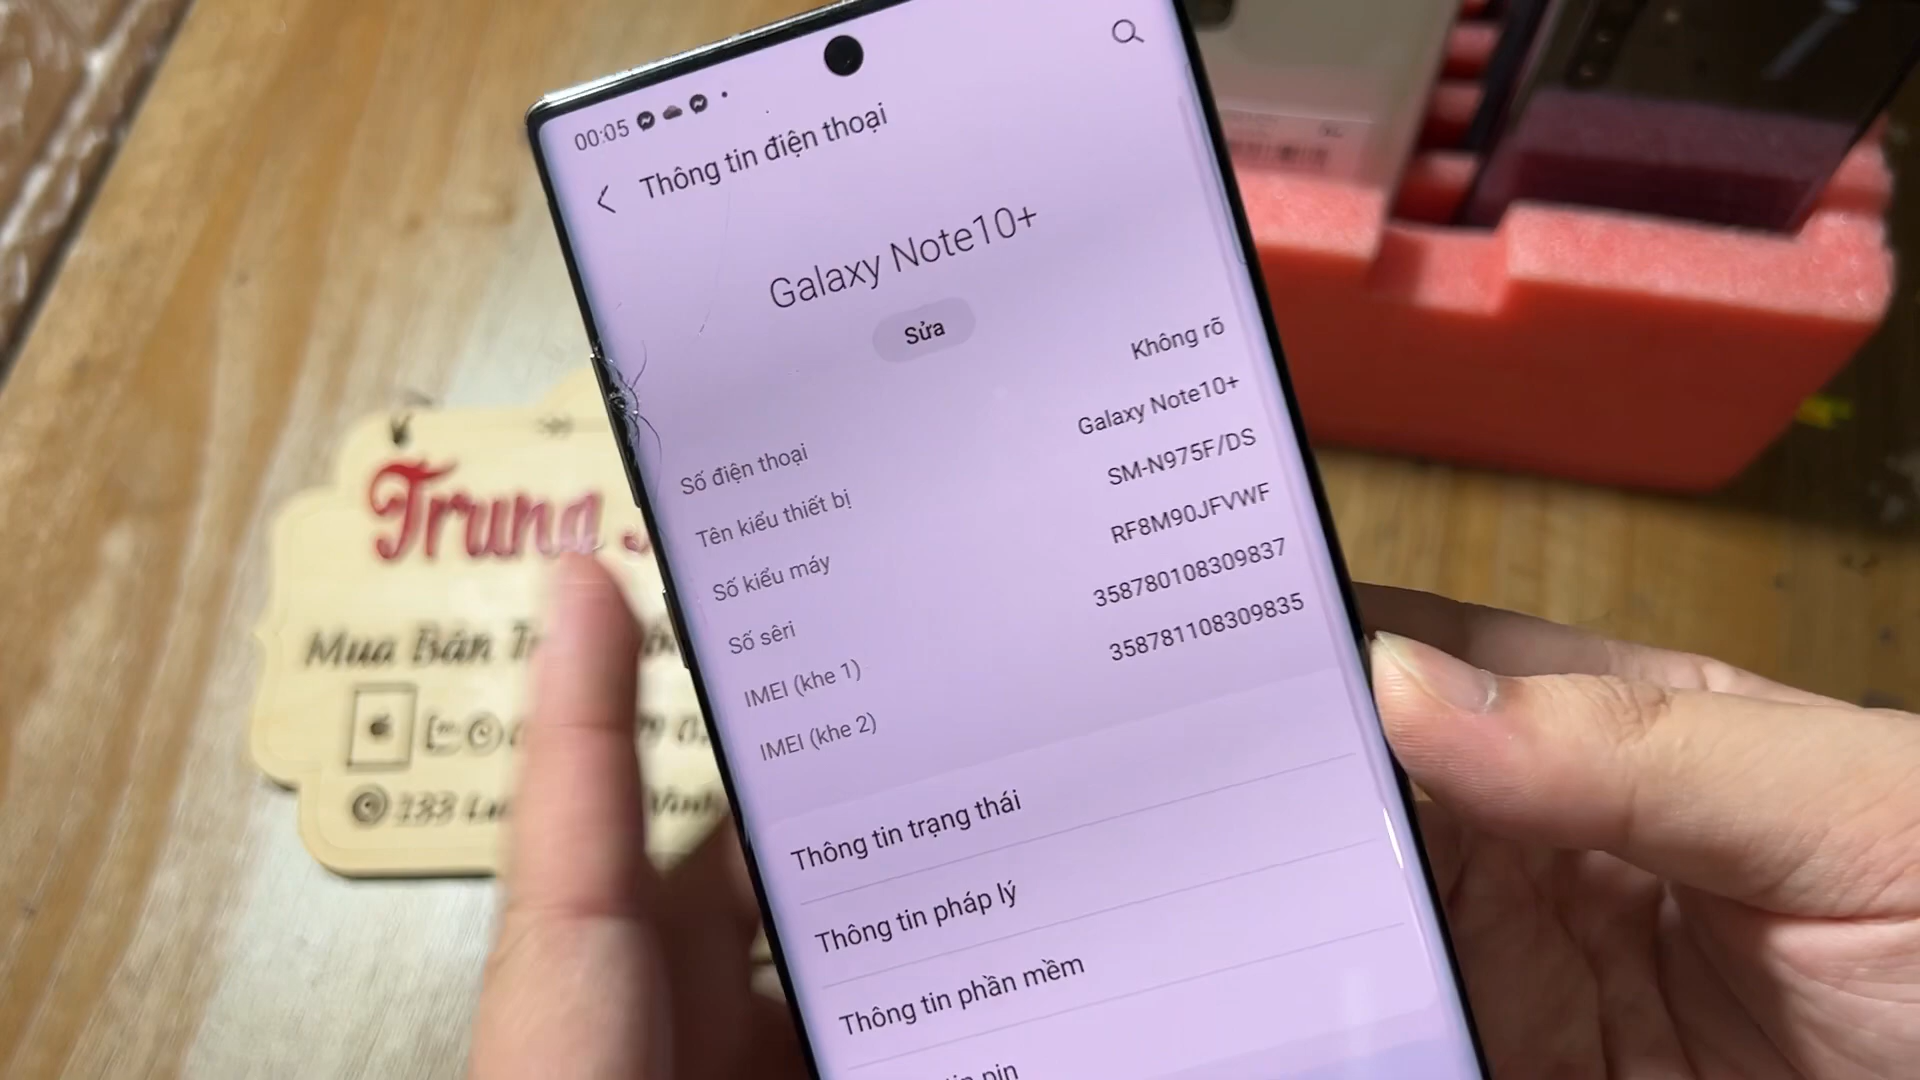 00:05
Thông tin điện thoại
Galaxy Note10+
Sửa
Số điện thoại Không rõ
Tên kiểu thiết bị Galaxy Note10+
Số kiểu máy SM-N975F/DS
Số sêri RF8M90JFVWF
IMEI (khe 1) 358780108309837
IMEI (khe 2) 358781108309835
Thông tin trạng thái
Thông tin pháp lý
Thông tin phần mềm
pin
Trung
Mua Bán
133